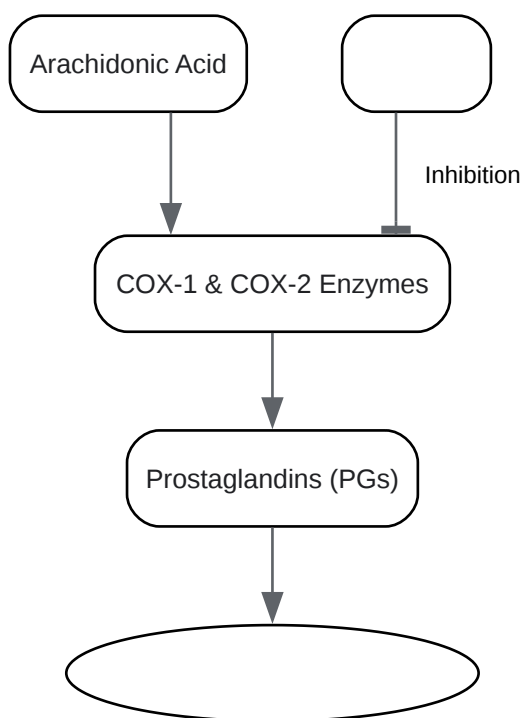 Arachidonic Acid
Inhibition
COX-1 & COX-2 Enzymes
Prostaglandins (PGs)